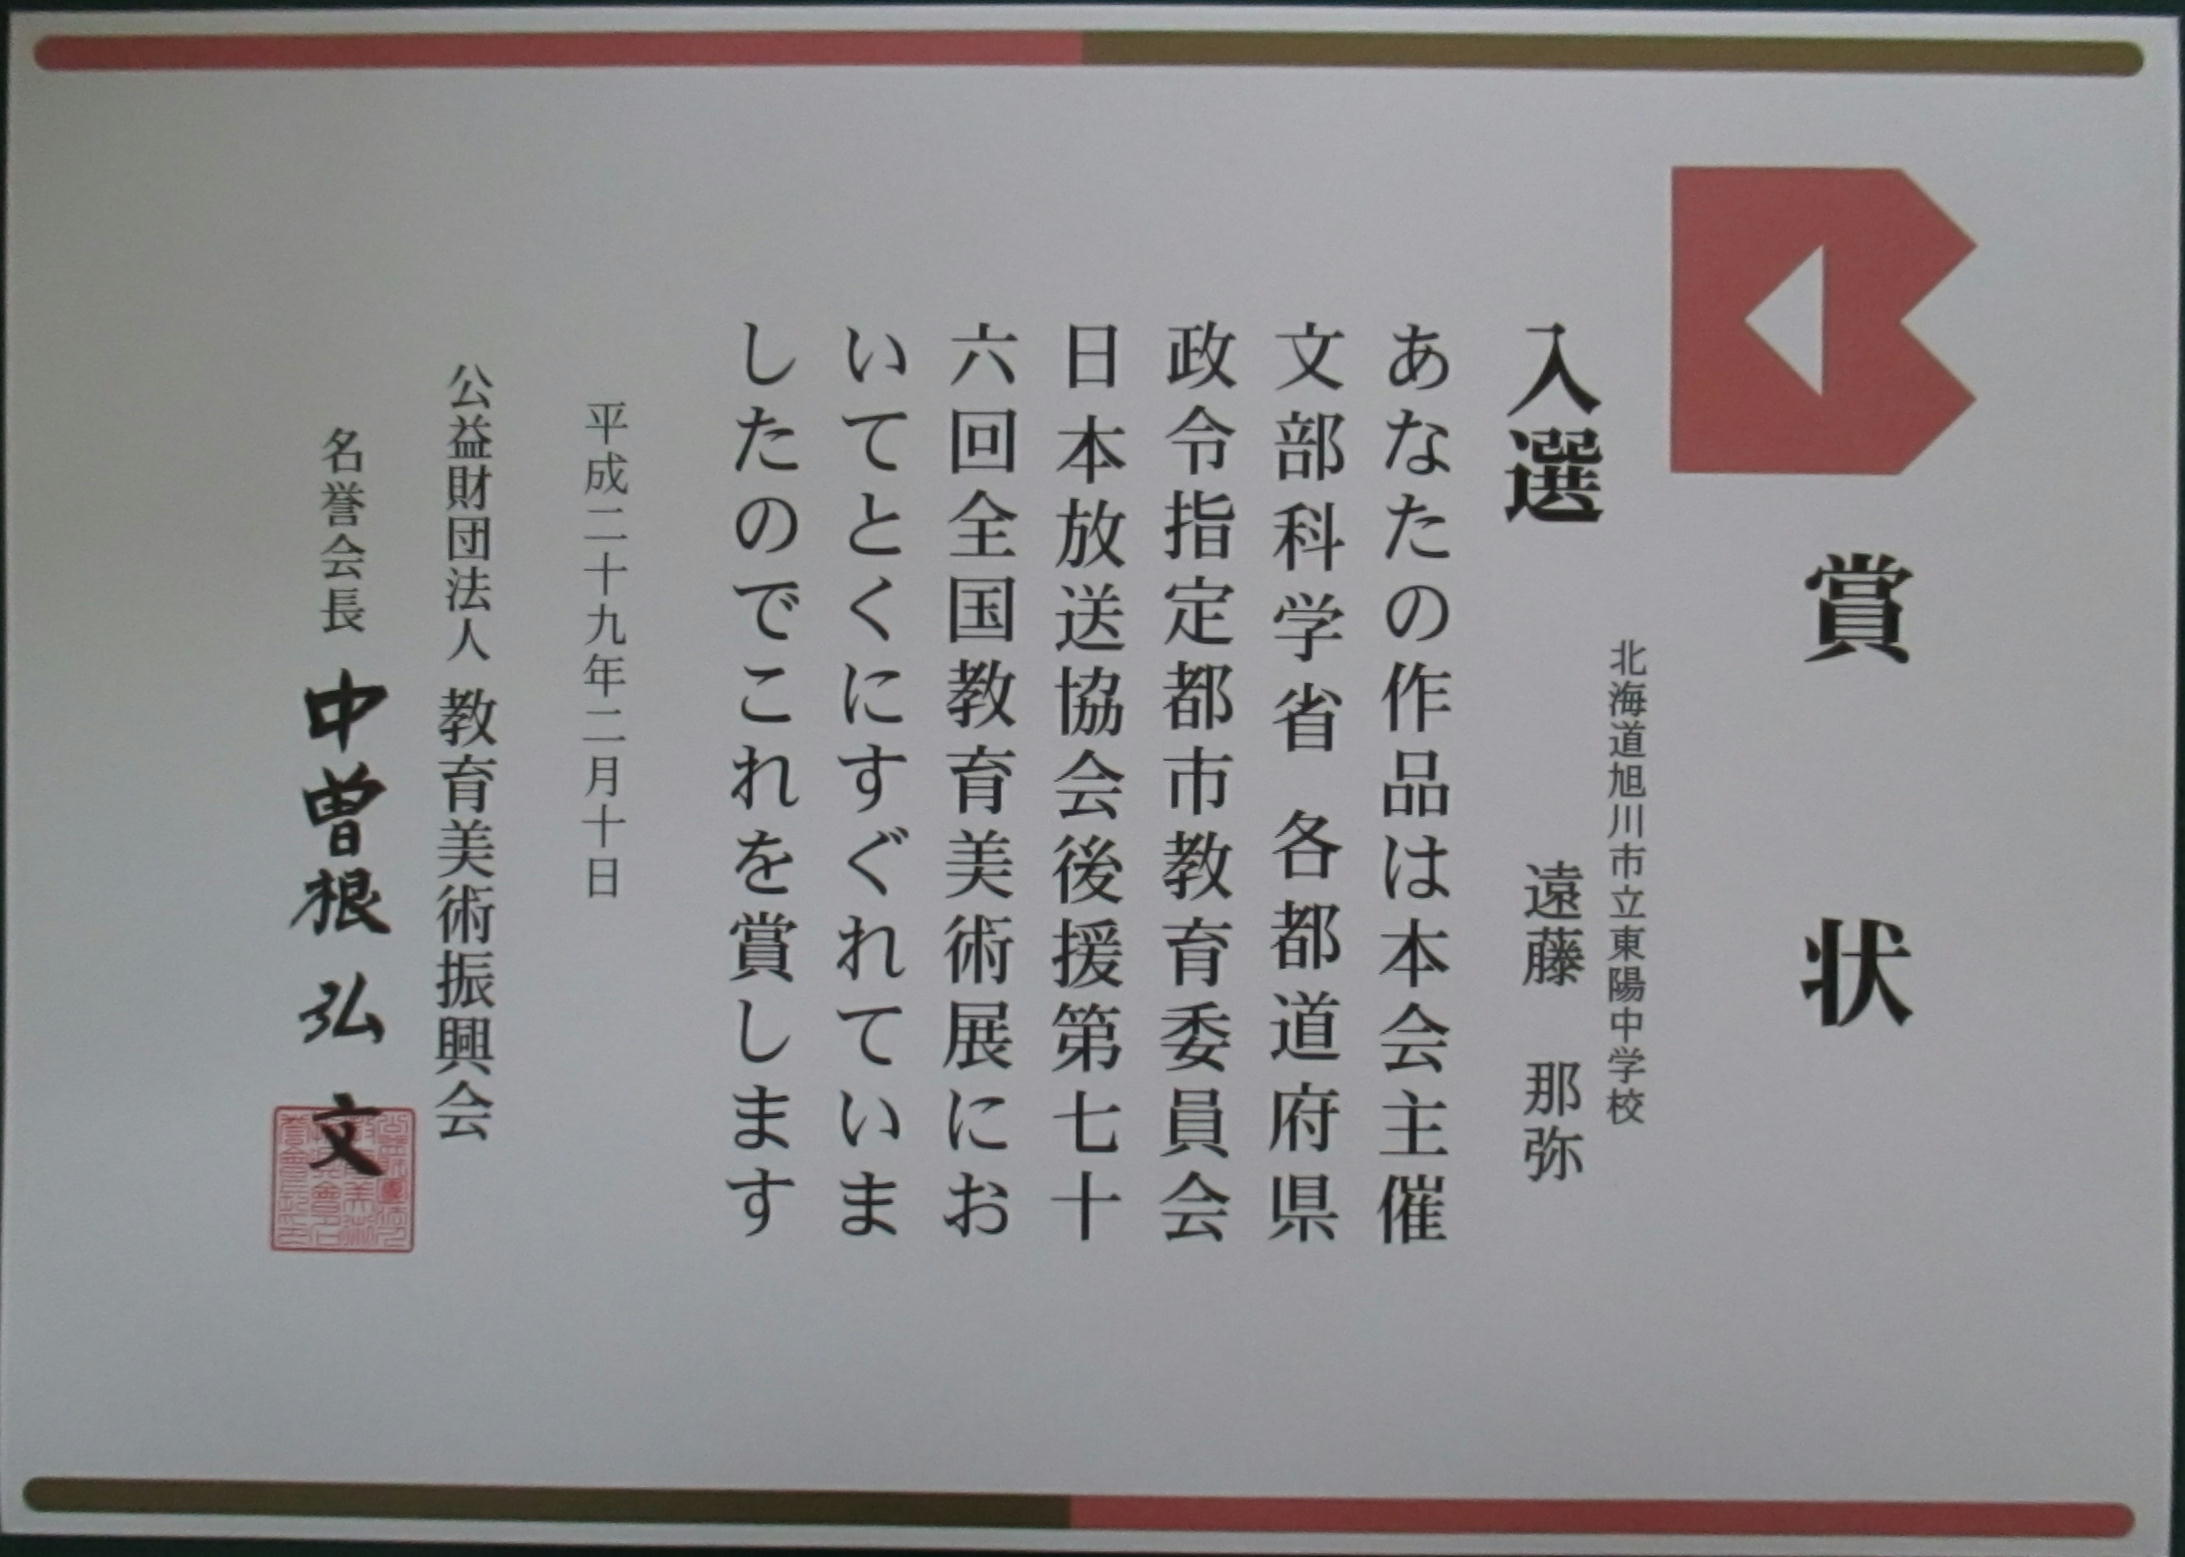 賞状
北海道旭川市立東陽中学校
入選 遠藤 那弥
あなたの作品は本会主催
文部科学省 各都道府県
政令指定都市教育委員会
日本放送協会後援第七十
六回全国教育美術展にお
いてとくにすぐれていま
したのでこれを賞します
平成二十九年二月十日
公益財団法人 教育美術振興会
名誉会長 中曽根弘文